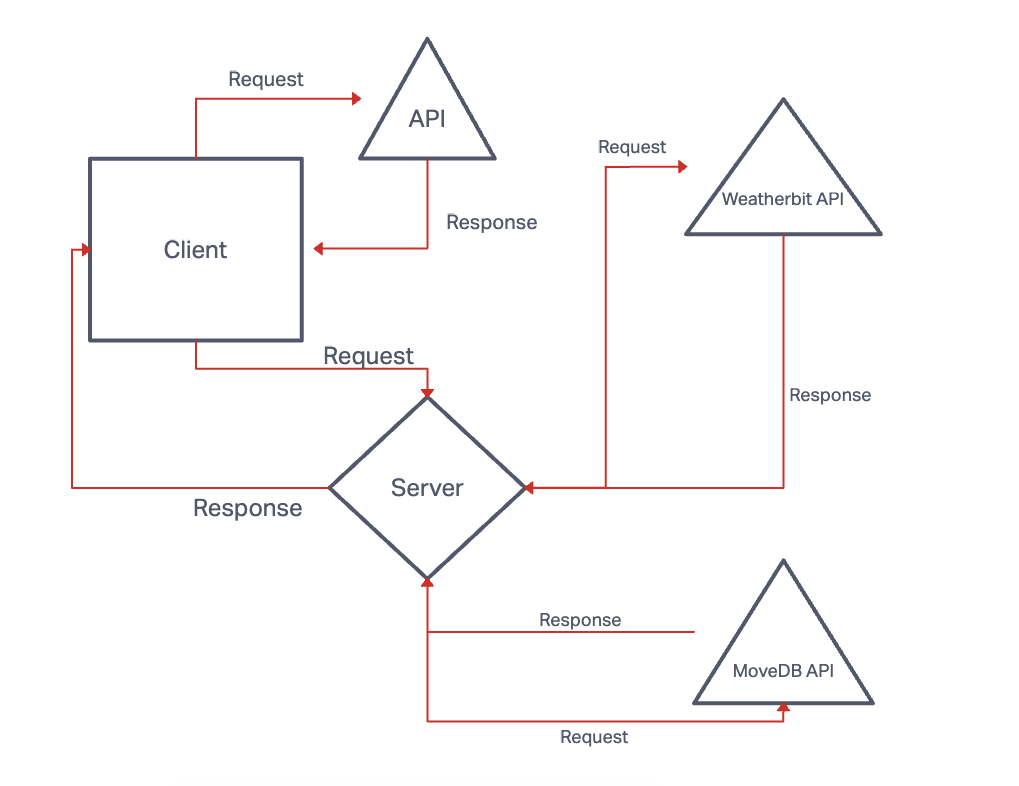 Request
API
Request
Weatherbit API
Response
Client
Request
Response
Server
Response
Response
MoveDB API
Request